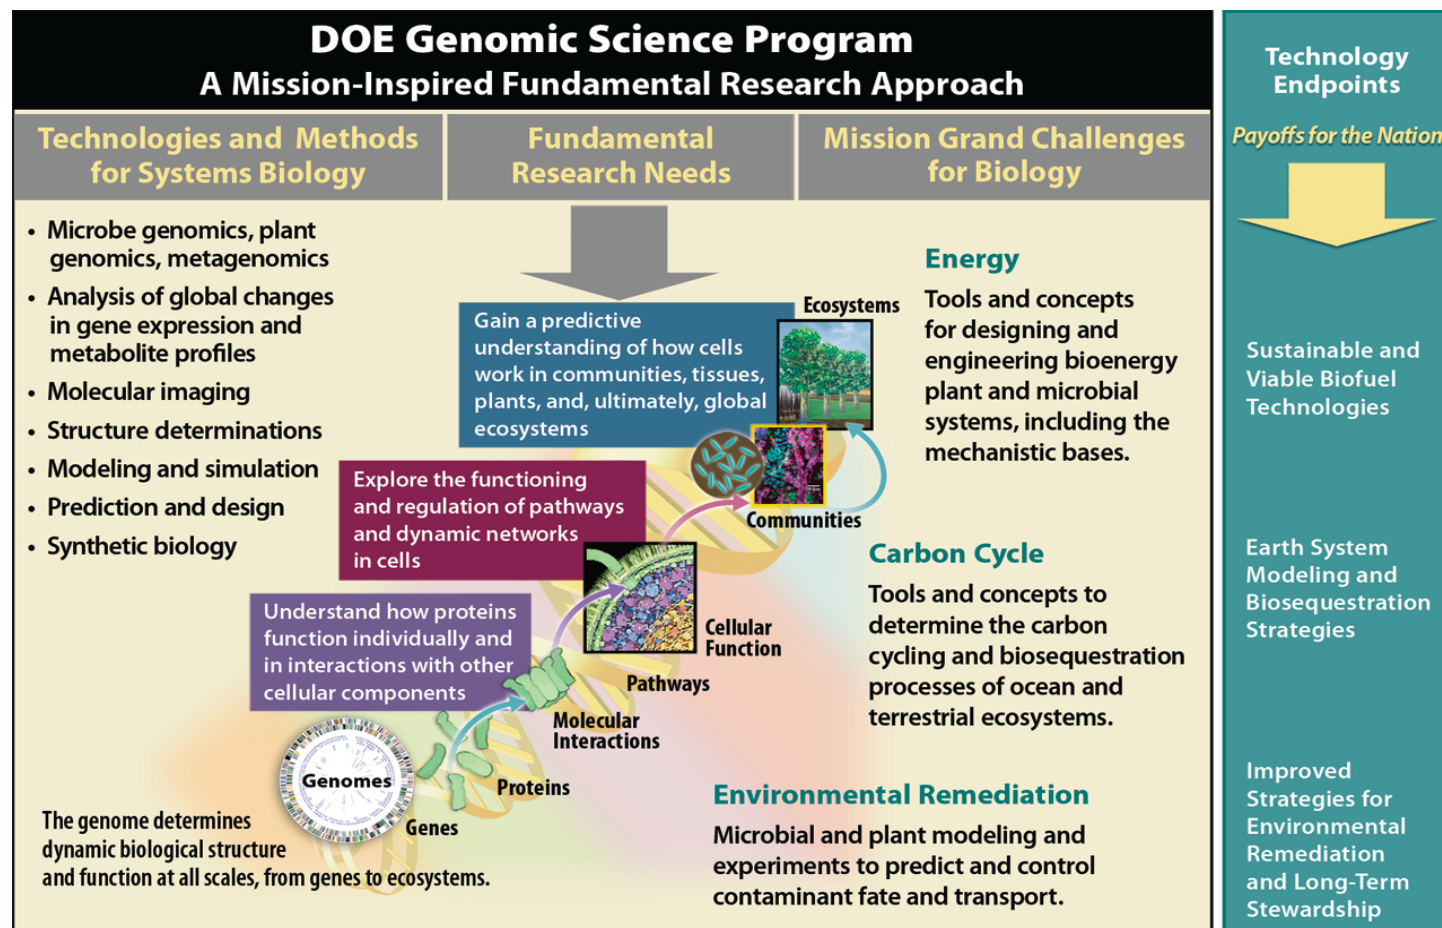 DOE Genomic Science Program
A Mission-Inspired Fundamental Research Approach
Technologies and Methods
for Systems Biology
Fundamental
Research Needs
Mission Grand Challenges
for Biology
• Microbe genomics, plant
genomics, metagenomics
• Analysis of global changes
in gene expression and
metabolite profiles
• Molecular imaging
• Structure determinations
• Modeling and simulation
• Prediction and design
• Synthetic biology
Gain a predictive
understanding of how cells
work in communities, tissues,
plants, and, ultimately, global
ecosystems
Explore the functioning
and regulation of pathways
and dynamic networks
in cells
Understand how proteins
function individually and
in interactions with other
cellular components
Ecosystems
Communities
Cellular
Function
Pathways
Molecular
Interactions
Proteins
Genes
Genomes
The genome determines
dynamic biological structure
and function at all scales, from genes to ecosystems.
Energy
Tools and concepts
for designing and
engineering bioenergy
plant and microbial
systems, including the
mechanistic bases.
Carbon Cycle
Tools and concepts to
determine the carbon
cycling and biosequestration
processes of ocean and
terrestrial ecosystems.
Environmental Remediation
Microbial and plant modeling and
experiments to predict and control
contaminant fate and transport.
Technology
Endpoints
Payoffs for the Nation
Sustainable and
Viable Biofuel
Technologies
Earth System
Modeling and
Biosequestration
Strategies
Improved
Strategies for
Environmental
Remediation
and Long-Term
Stewardship